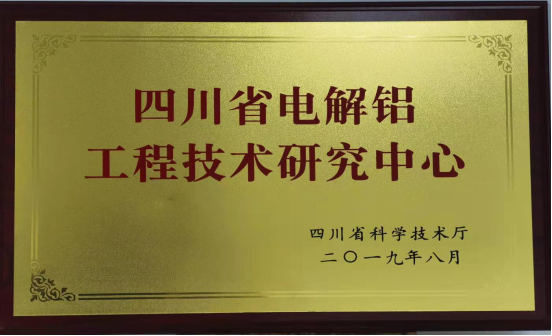 四川省电解铝
工程技术研究中心
四川省科学技术厅
二〇一九年八月